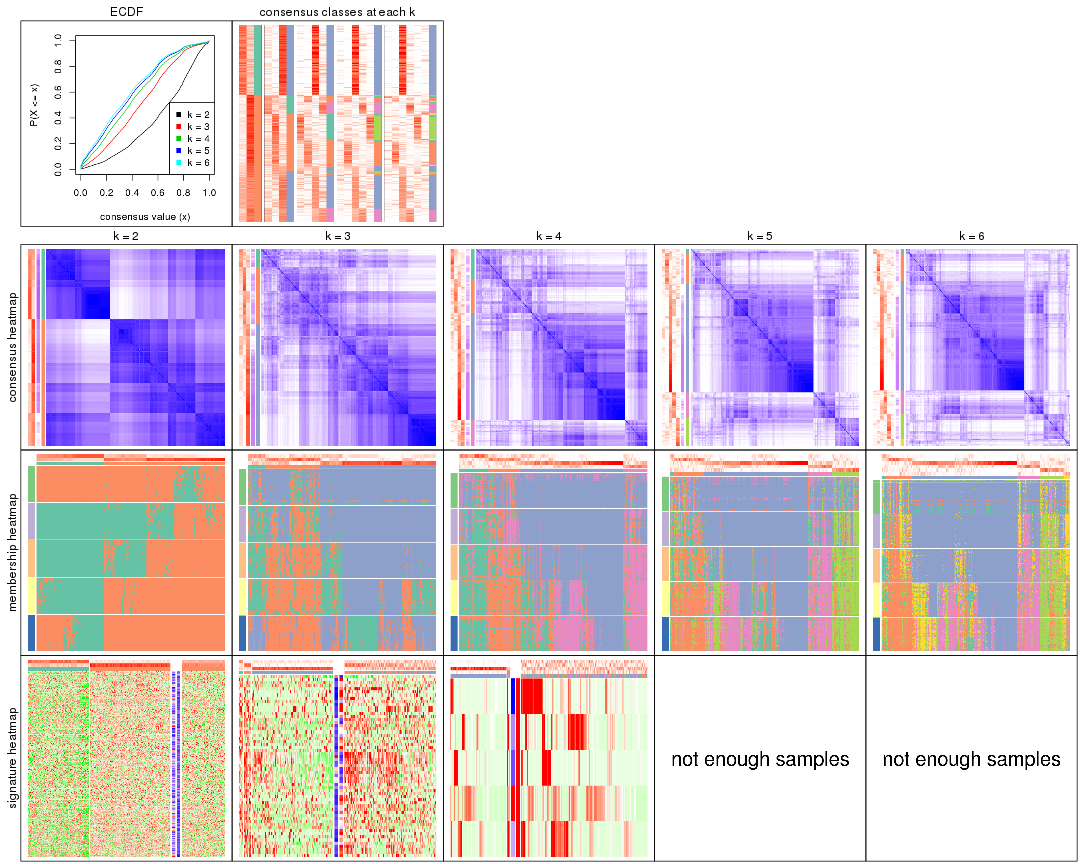 ECDF
consensus classes at each k
P(X <= x)
0.0 0.2 0.4 0.6 0.8 1.0
k = 2
k = 3
k = 4
k = 5
k = 6
0.0 0.2 0.4 0.6 0.8 1.0
consensus value (x)
k = 2
k = 3
k = 4
k = 5
k = 6
consensus heatmap
membership heatmap
signature heatmap
not enough samples
not enough samples